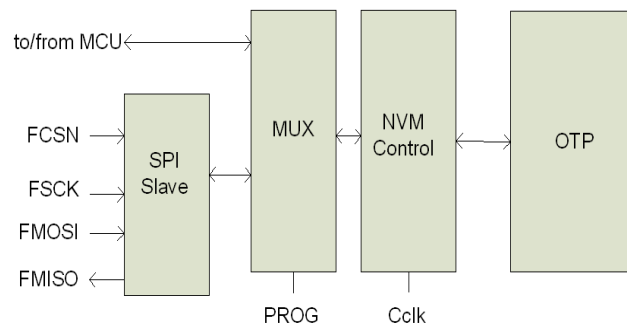 to/from MCU
FCSN
FSCK
FMOSI
FMISO
SPI
Slave
MUX
PROG
NVM
Control
Cclk
OTP